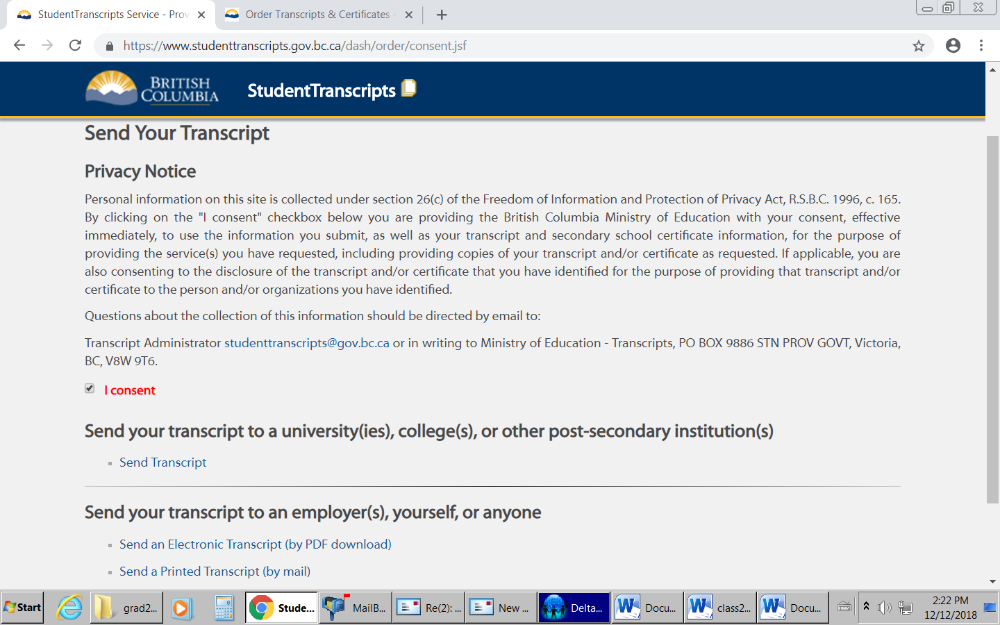 StudentTranscripts Service - Prov
Order Transcripts & Certificates -
https://www.studenttranscripts.gov.bc.ca/dash/order/consent.jsf
BRITISH
COLUMBIA
StudentTranscripts
Send Your Transcript
Privacy Notice
Personal information on this site is collected under section 26(c) of the Freedom of Information and Protection of Privacy Act, R.S.B.C. 1996, c. 165.
By clicking on the "I consent" checkbox below you are providing the British Columbia Ministry of Education with your consent, effective
immediately, to use the information you submit, as well as your transcript and secondary school certificate information, for the purpose of
providing the service(s) you have requested, including providing copies of your transcript and/or certificate as requested. If applicable, you are
also consenting to the disclosure of the transcript and/or certificate that you have identified for the purpose of providing that transcript and/or
certificate to the person and/or organizations you have identified.
Questions about the collection of this information should be directed by email to:
Transcript Administrator studenttranscripts@gov.bc.ca or in writing to Ministry of Education - Transcripts, PO BOX 9886 STN PROV GOVT, Victoria,
BC, V8W 9T6.
I consent
Send your transcript to a university(ies), college(s), or other post-secondary institution(s)
Send Transcript
Send your transcript to an employer(s), yourself, or anyone
Send an Electronic Transcript (by PDF download)
Send a Printed Transcript (by mail)
Start
grad2...
Stude...
MailB...
Re(2): ...
New ...
Delta...
Docu...
class2...
Docu...
2:22 PM
12/12/2018